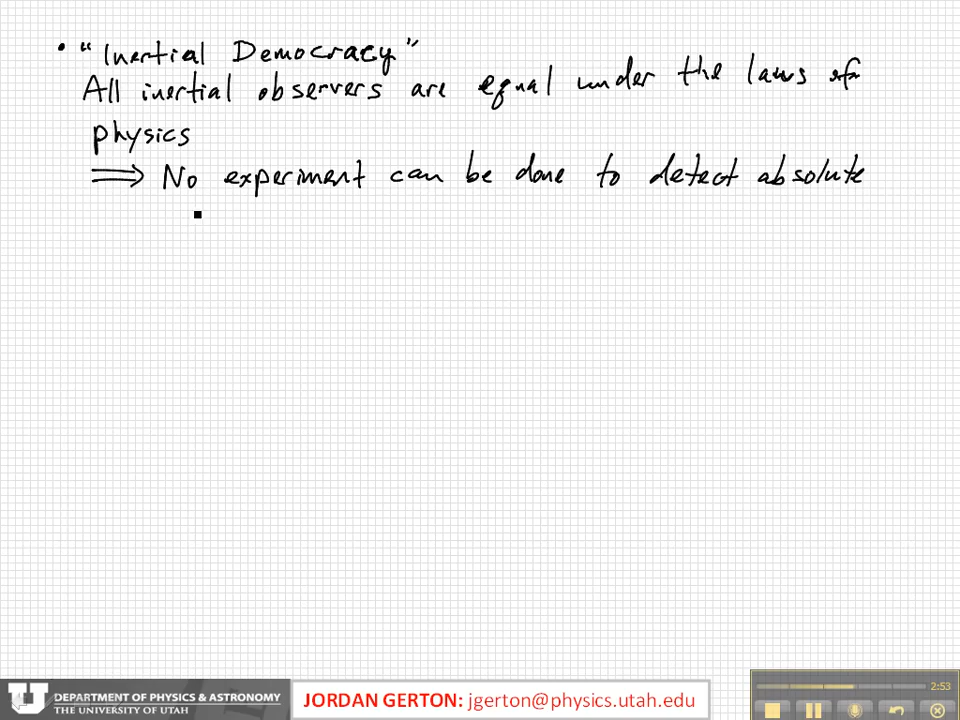 • "Inertial Democracy"
All inertial observers are equal under the laws of
physics
⟹ No experiment can be done to detect absolute
U DEPARTMENT OF PHYSICS & ASTRONOMY
THE UNIVERSITY OF UTAH
JORDAN GERTON: jgerton@physics.utah.edu
2:53